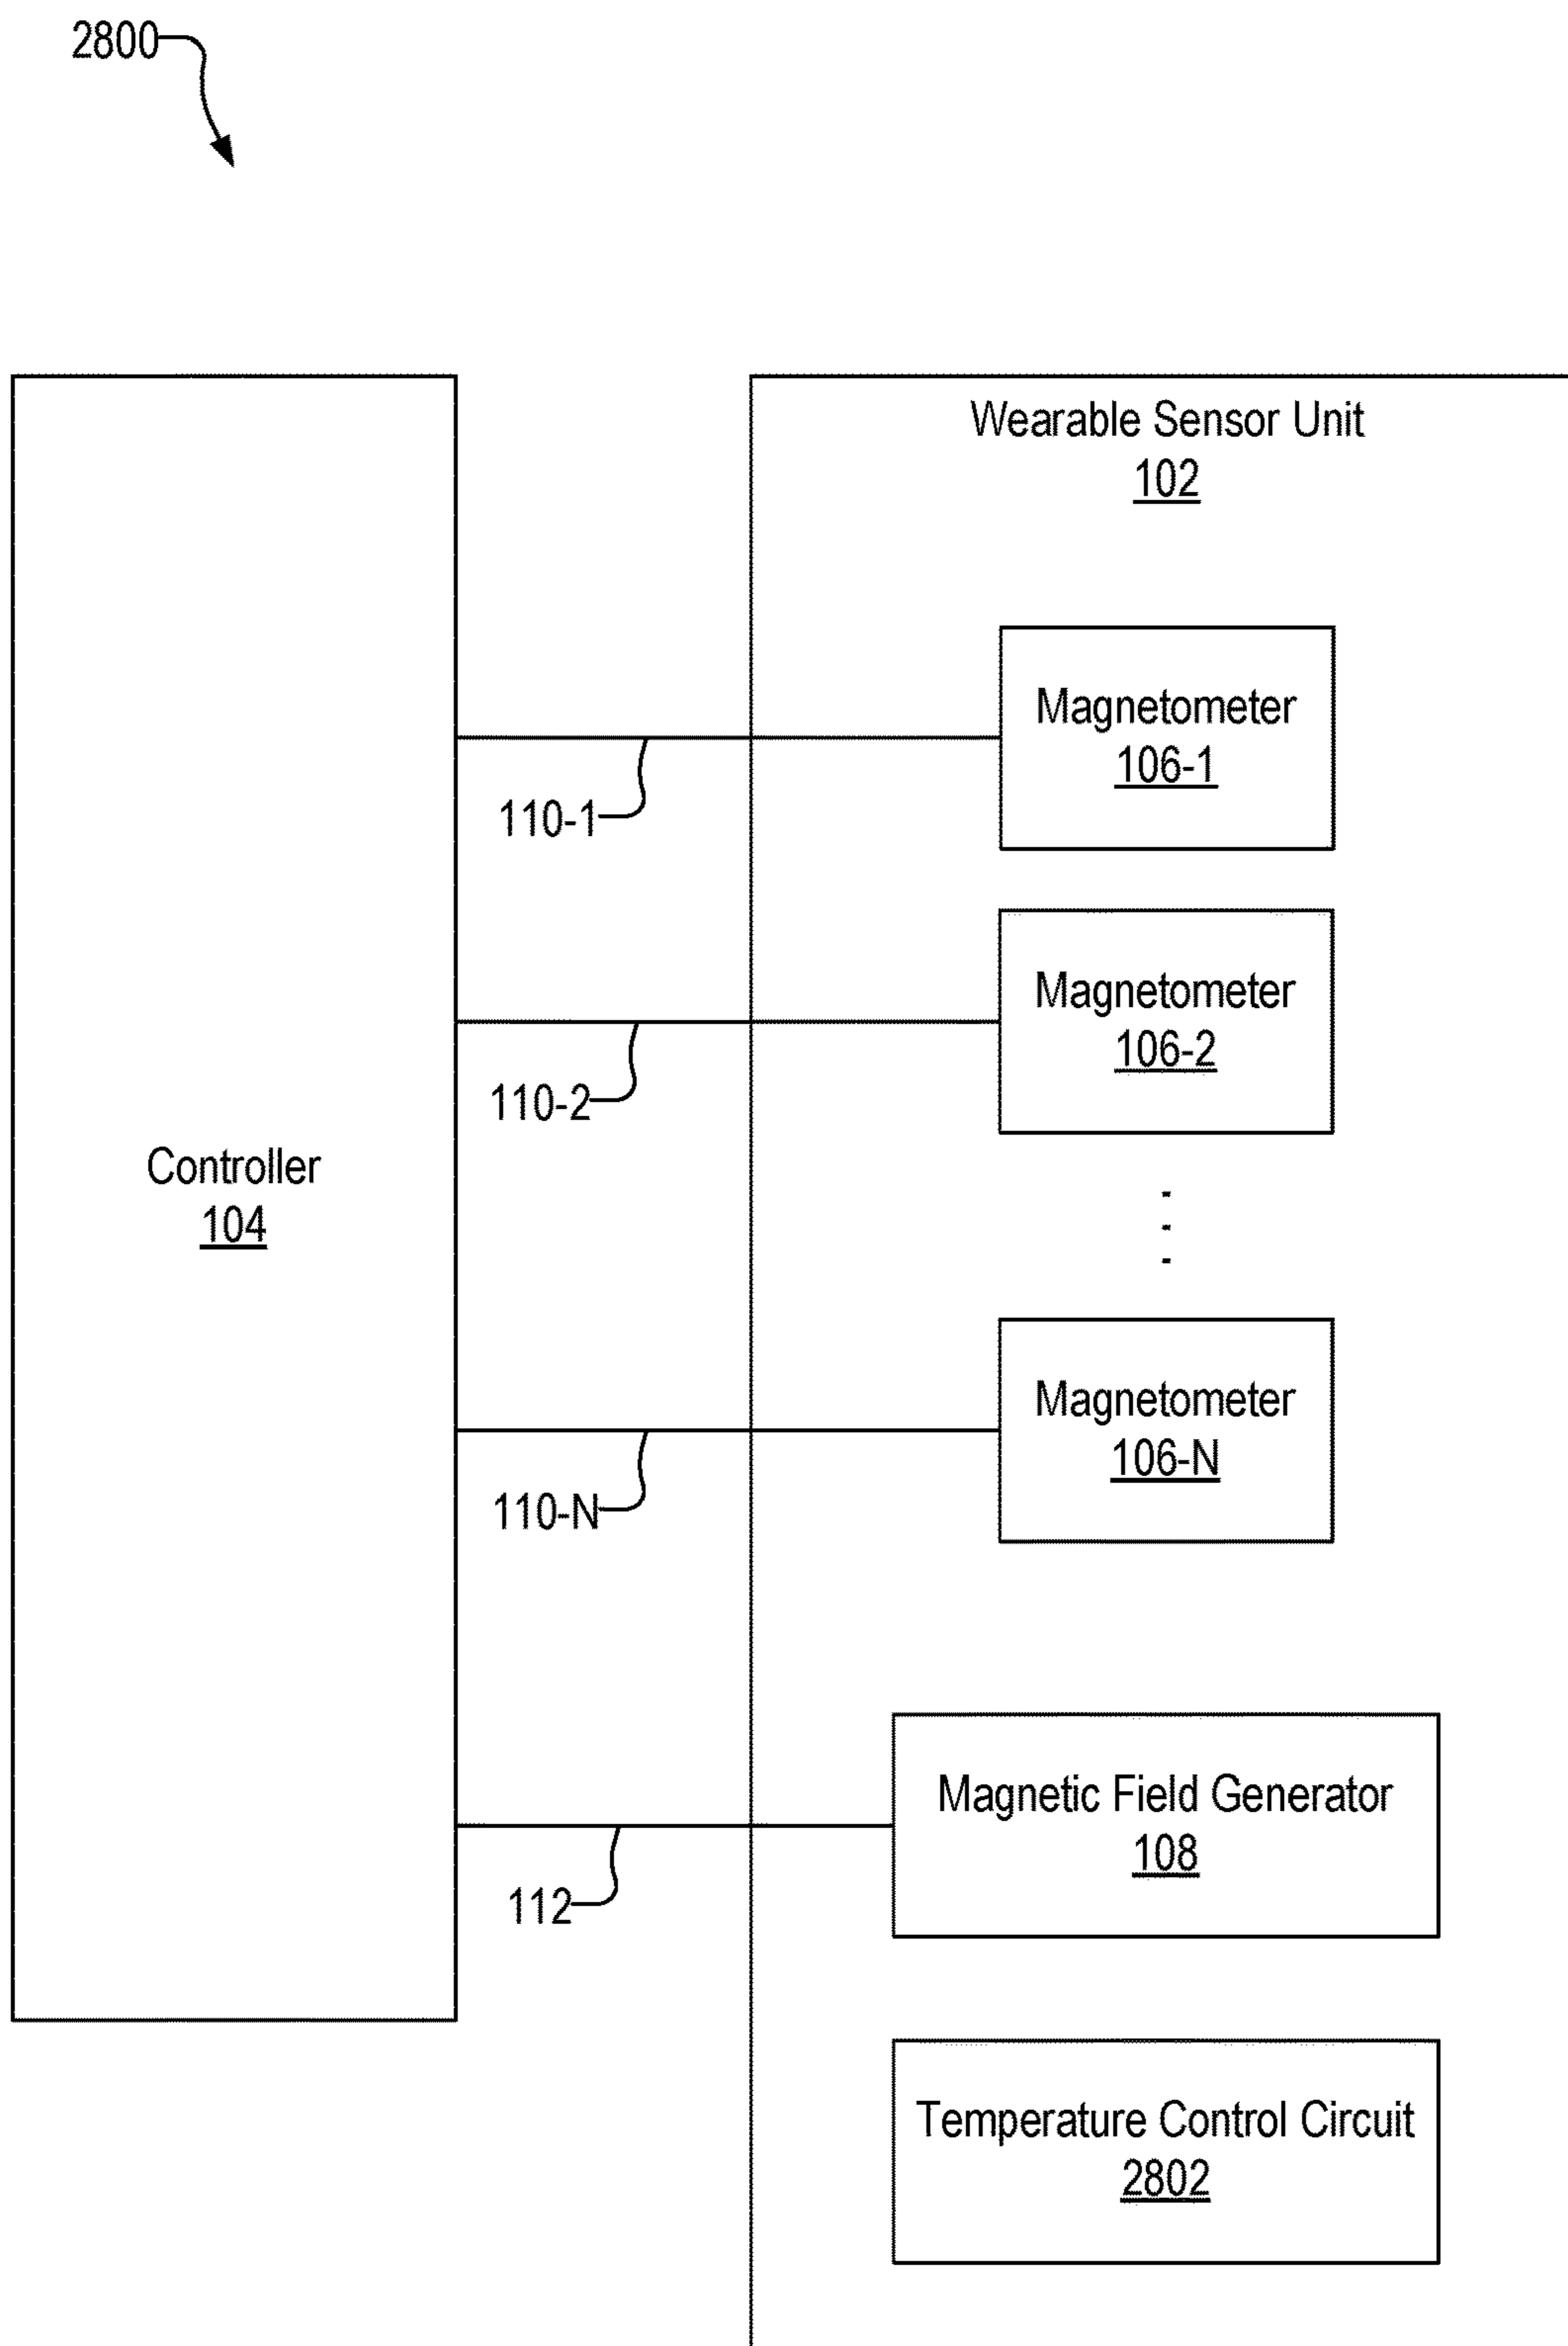 2800
Wearable Sensor Unit
102
Magnetometer
106-1
110-1
Magnetometer
106-2
110-2
Controller
104
Magnetometer
106-N
110-N
Magnetic Field Generator
108
112
Temperature Control Circuit
2802